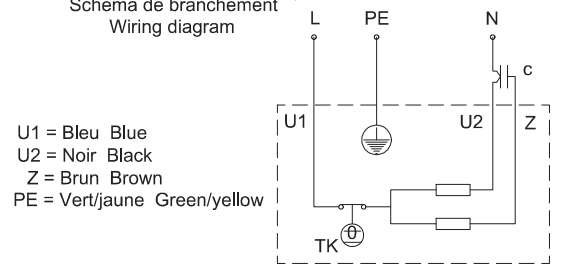 Schéma de branchement
Wiring diagram
L PE N
c
U1 U2 Z
U1 = Bleu Blue
U2 = Noir Black
Z = Brun Brown
PE = Vert/jaune Green/yellow
TK θ